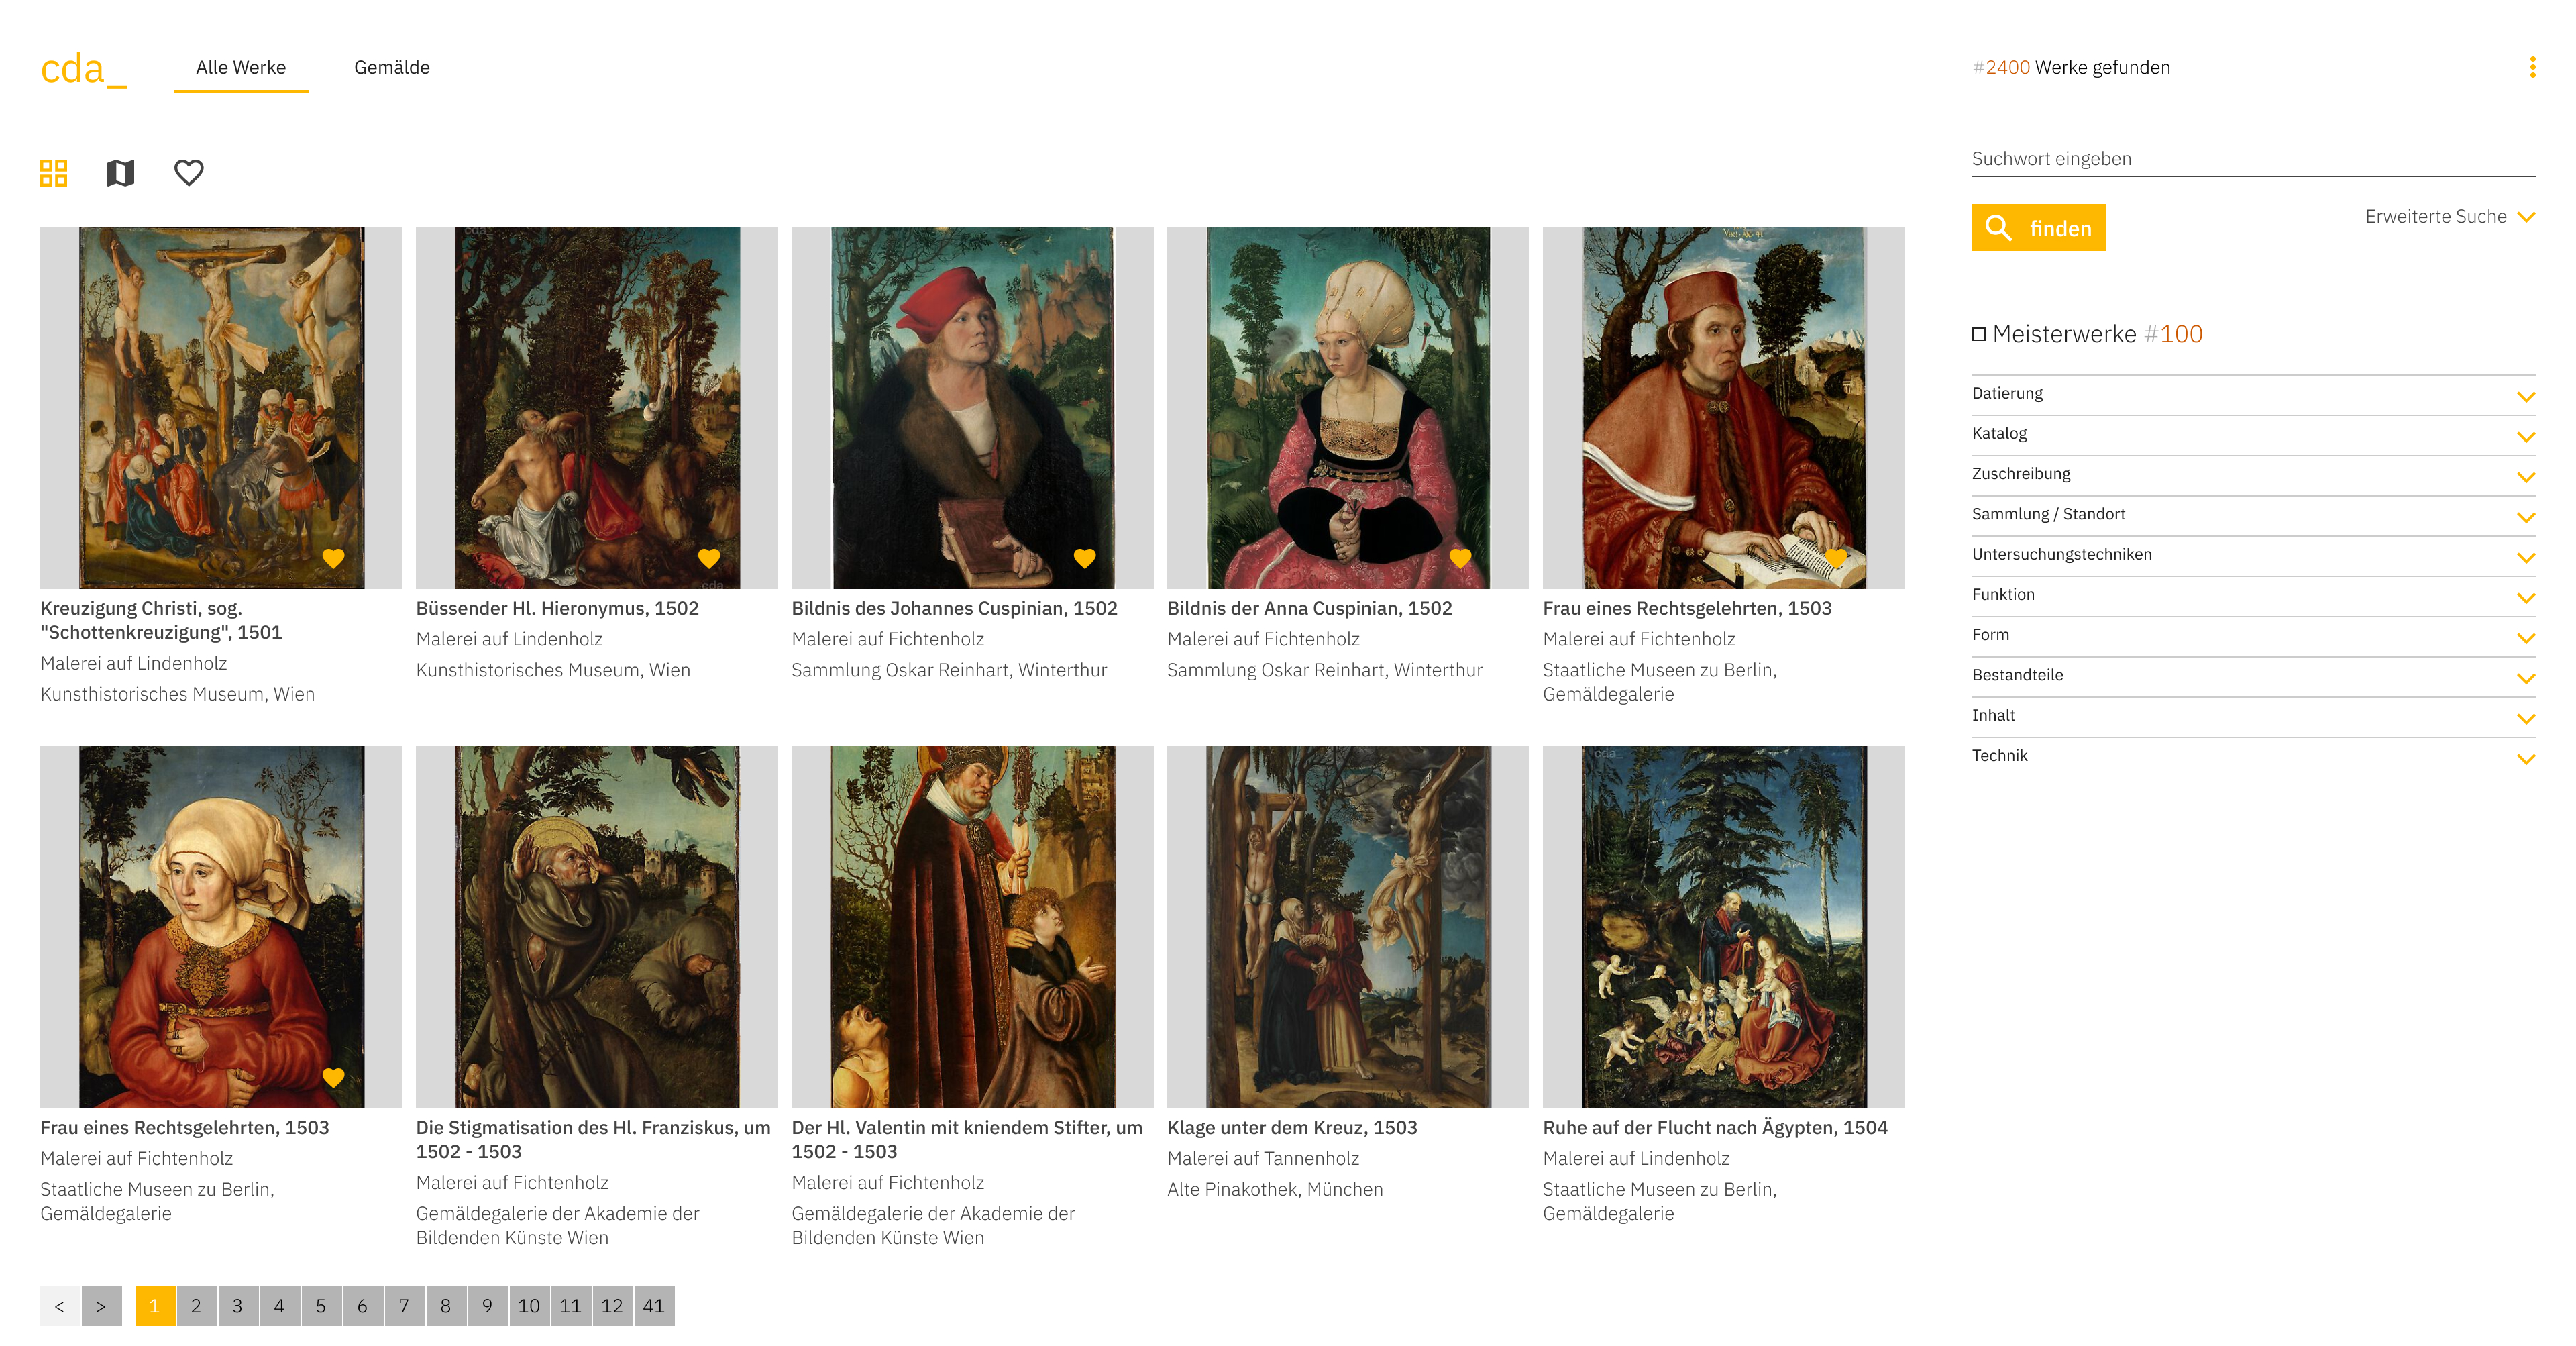 cda_
Alle Werke
Gemälde
#2400 Werke gefunden
Suchwort eingeben
finden
Erweiterte Suche
Meisterwerke #100
Datierung
Katalog
Zuschreibung
Sammlung / Standort
Untersuchungstechniken
Funktion
Form
Bestandteile
Inhalt
Technik
cda_
cda_
Kreuzigung Christi, sog.
"Schottenkreuzigung", 1501
Malerei auf Lindenholz
Kunsthistorisches Museum, Wien
Büssender Hl. Hieronymus, 1502
Malerei auf Lindenholz
Kunsthistorisches Museum, Wien
Bildnis des Johannes Cuspinian, 1502
Malerei auf Fichtenholz
Sammlung Oskar Reinhart, Winterthur
Bildnis der Anna Cuspinian, 1502
Malerei auf Fichtenholz
Sammlung Oskar Reinhart, Winterthur
Frau eines Rechtsgelehrten, 1503
Malerei auf Fichtenholz
Staatliche Museen zu Berlin,
Gemäldegalerie
cda_
cda_
Frau eines Rechtsgelehrten, 1503
Malerei auf Fichtenholz
Staatliche Museen zu Berlin,
Gemäldegalerie
Die Stigmatisation des Hl. Franziskus, um
1502 - 1503
Malerei auf Fichtenholz
Gemäldegalerie der Akademie der
Bildenden Künste Wien
Der Hl. Valentin mit kniendem Stifter, um
1502 - 1503
Malerei auf Fichtenholz
Gemäldegalerie der Akademie der
Bildenden Künste Wien
Klage unter dem Kreuz, 1503
Malerei auf Tannenholz
Alte Pinakothek, München
Ruhe auf der Flucht nach Ägypten, 1504
Malerei auf Lindenholz
Staatliche Museen zu Berlin,
Gemäldegalerie
< > 1 2 3 4 5 6 7 8 9 10 11 12 41